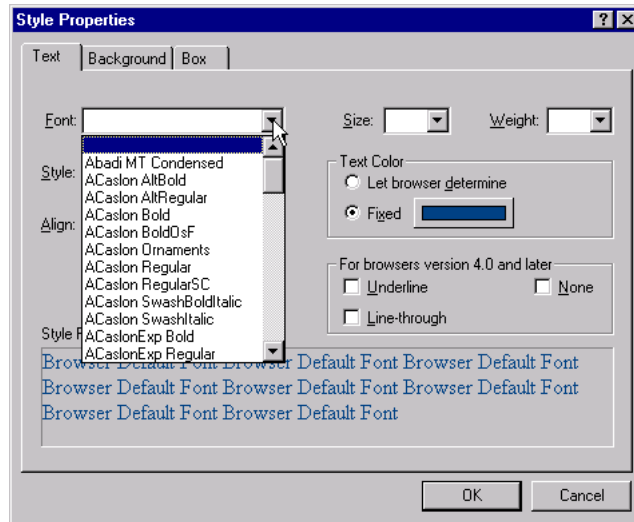 Style Properties
Text Background Box
Font: Size: Weight:
Abadi MT Condensed
ACaslon AltBold
ACaslon AltRegular
ACaslon Bold
ACaslon BoldOsF
ACaslon Ornaments
ACaslon Regular
ACaslon RegularSC
ACaslon SwashBoldItalic
ACaslon SwashItalic
ACaslonExp Bold
ACaslonExp Regular
Style:
Align:
Text Color
Let browser determine
Fixed
For browsers version 4.0 and later
Underline None
Line-through
Style
Browser Default Font Browser Default Font Browser Default Font
Browser Default Font Browser Default Font Browser Default Font
Browser Default Font Browser Default Font
OK Cancel